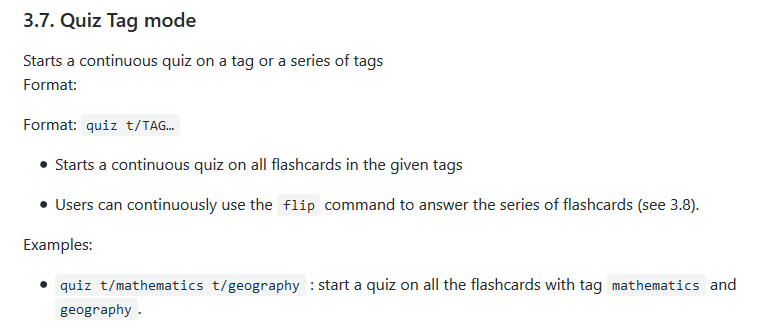 3.7. Quiz Tag mode
Starts a continuous quiz on a tag or a series of tags
Format:
Format: quiz t/TAG…
• Starts a continuous quiz on all flashcards in the given tags
• Users can continuously use the flip command to answer the series of flashcards (see 3.8).
Examples:
• quiz t/mathematics t/geography : start a quiz on all the flashcards with tag mathematics and
geography .